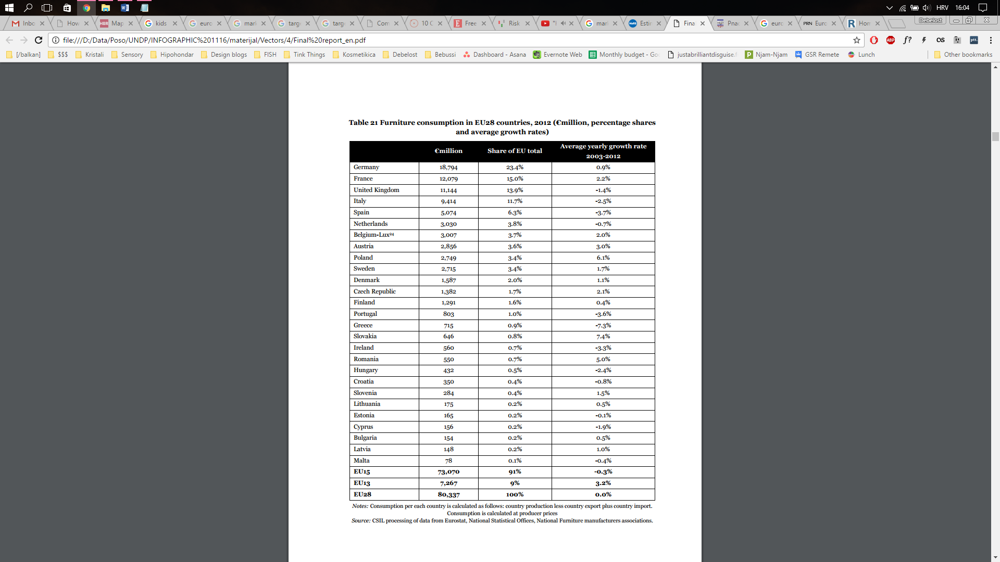 HRV 16:04
Inbo
How
HBR Map
kids
euro
mark
targe
targe
Com
10 C
Free
Risk
mar
MaRS Estir
Fina
Pnac
euro
PRN Euro
Hon
Debelost
file:///D:/Data/Poso/UNDP/INFOGRAPHIC%201116/materijal/Vectors/4/Final%20report_en.pdf
ABP f? ptt.
[/balkan] $$$ Kristali Sensory Hipohondar Design blogs FISH Tink Things Kosmetikica Debelost Bebussi Dashboard - Asana Evernote Web Monthly budget - Go justabrilliantdisguise.f Njam-Njam GSR Remete Lunch Other bookmarks
Table 21 Furniture consumption in EU28 countries, 2012 (€million, percentage shares
and average growth rates)
€million Share of EU total Average yearly growth rate
2003-2012
Germany 18,794 23.4% 0.9%
France 12,079 15.0% 2.2%
United Kingdom 11,144 13.9% -1.4%
Italy 9,414 11.7% -2.5%
Spain 5,074 6.3% -3.7%
Netherlands 3,030 3.8% -0.7%
Belgium-Lux24 3,007 3.7% 2.0%
Austria 2,856 3.6% 3.0%
Poland 2,749 3.4% 6.1%
Sweden 2,715 3.4% 1.7%
Denmark 1,587 2.0% 1.1%
Czech Republic 1,382 1.7% 2.1%
Finland 1,291 1.6% 0.4%
Portugal 803 1.0% -3.6%
Greece 715 0.9% -7.3%
Slovakia 646 0.8% 7.4%
Ireland 560 0.7% -3.3%
Romania 550 0.7% 5.0%
Hungary 432 0.5% -2.4%
Croatia 350 0.4% -0.8%
Slovenia 284 0.4% 1.5%
Lithuania 175 0.2% 0.5%
Estonia 165 0.2% -0.1%
Cyprus 156 0.2% -1.9%
Bulgaria 154 0.2% 0.5%
Latvia 148 0.2% 1.0%
Malta 78 0.1% -0.4%
EU15 73,070 91% -0.3%
EU13 7,267 9% 3.2%
EU28 80,337 100% 0.0%
Notes: Consumption per each country is calculated as follows: country production less country export plus country import.
Consumption is calculated at producer prices
Source: CSIL processing of data from Eurostat, National Statistical Offices, National Furniture manufacturers associations.